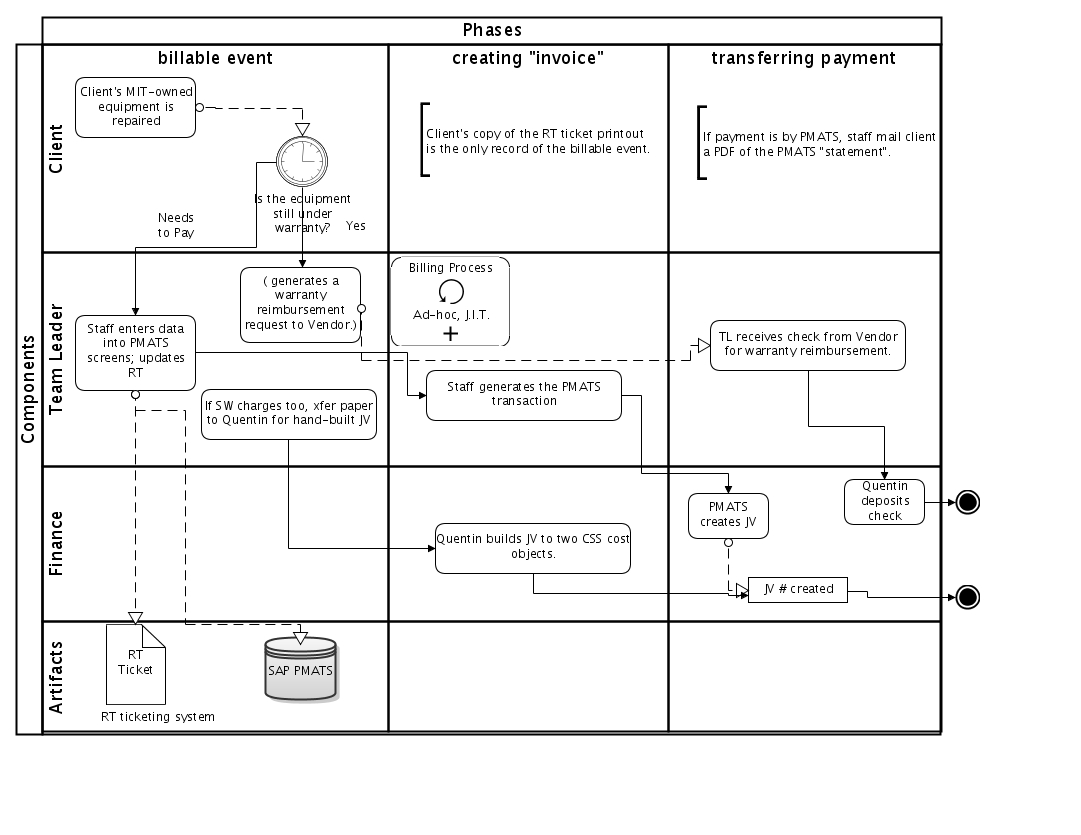 Phases
billable event
creating "invoice"
transferring payment
Components
Client
Client's MIT-owned
equipment is
repaired
Is the equipment
still under
warranty?
Yes
Needs
to Pay
Client's copy of the RT ticket printout
is the only record of the billable event.
If payment is by PMATS, staff mail client
a PDF of the PMATS "statement".
Team Leader
( generates a
warranty
reimbursement
request to Vendor.)
Staff enters data
into PMATS
screens; updates
RT
If SW charges too, xfer paper
to Quentin for hand-built JV
Billing Process
Ad-hoc, J.I.T.
Staff generates the PMATS
transaction
TL receives check from Vendor
for warranty reimbursement.
Finance
Quentin builds JV to two CSS cost
objects.
PMATS
creates JV
Quentin
deposits
check
JV # created
Artifacts
RT
Ticket
RT ticketing system
SAP PMATS